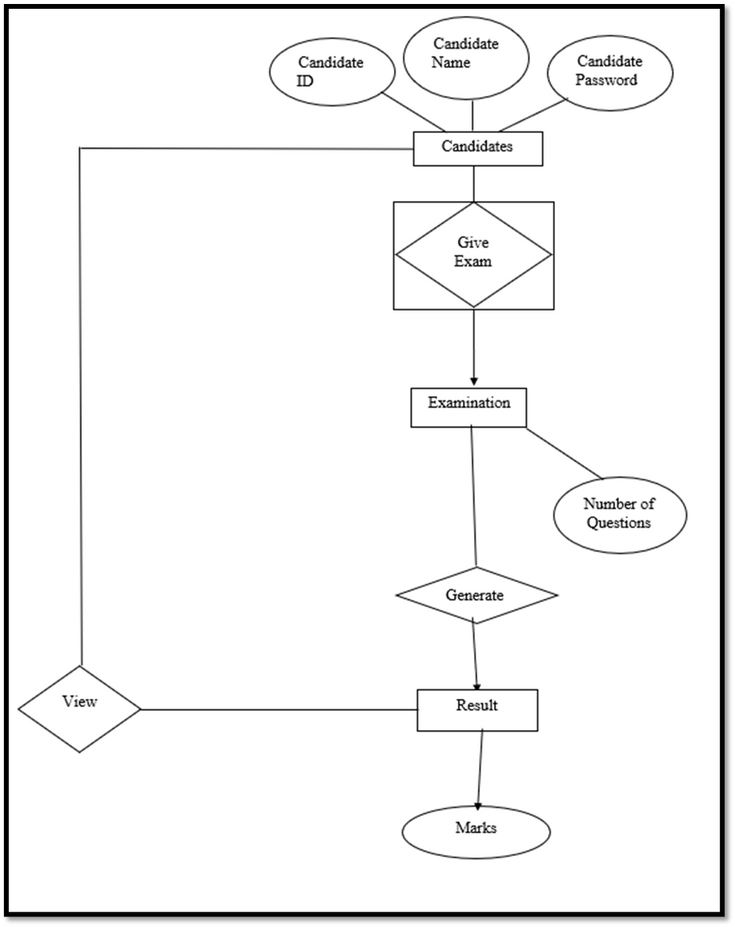 Candidate
ID
Candidate
Name
Candidate
Password
Candidates
Give
Exam
Examination
Number of
Questions
Generate
View
Result
Marks